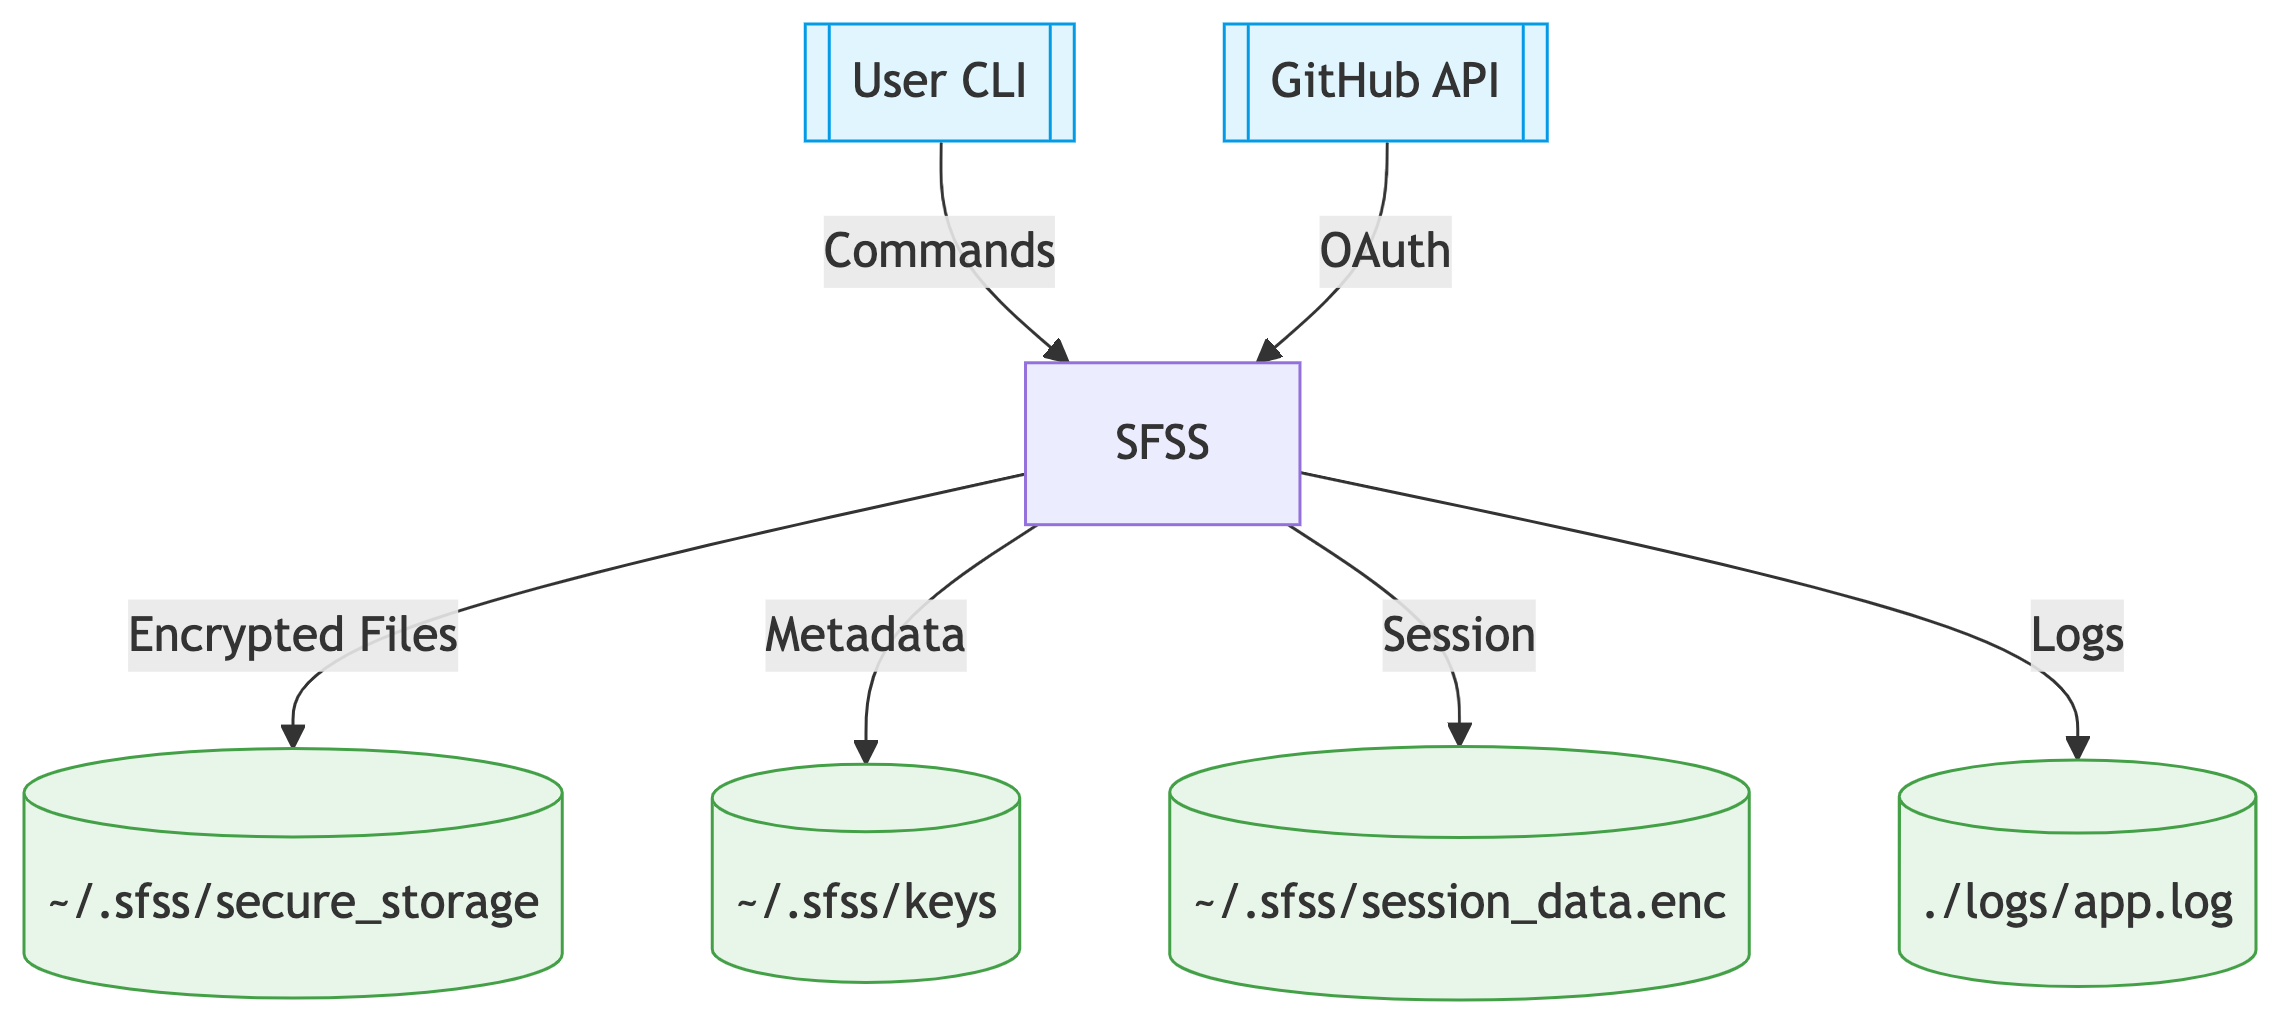 User CLI
GitHub API
Commands
OAuth
SFSS
Encrypted Files
Metadata
Session
Logs
~/.sfss/secure_storage
~/.sfss/keys
~/.sfss/session_data.enc
./logs/app.log